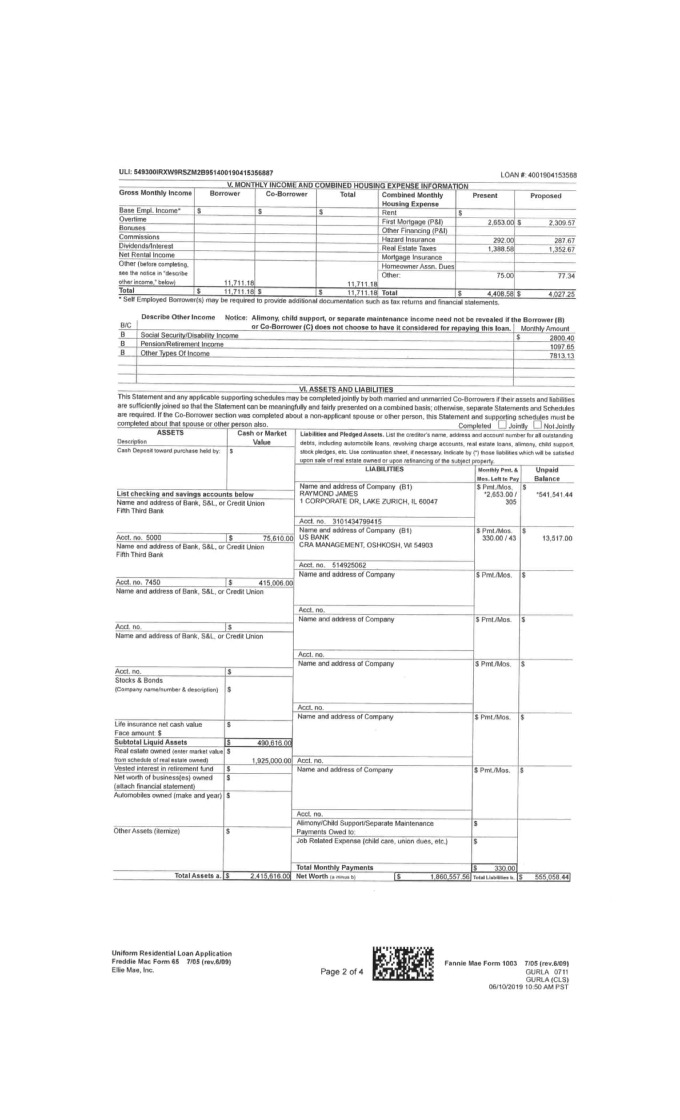 ULI: 549300IRXW9RSZM2B951400190415356887
LOAN #: 4001904153588
V. MONTHLY INCOME AND COMBINED HOUSING EXPENSE INFORMATION
Gross Monthly Income Borrower Co-Borrower Total Combined Monthly Housing Expense Present Proposed
Base Empl. Income* $ $ $ Rent $
Overtime First Mortgage (P&I) 2,653.00 $ 2,309.57
Bonuses Other Financing (P&I)
Commissions Hazard Insurance 292.00 287.67
Dividends/Interest Real Estate Taxes 1,388.58 1,352.67
Net Rental Income Mortgage Insurance
Other (before completing, Homeowner Assn. Dues
see the notice in "describe Other: 75.00 77.34
other income," below) 11,711.18 11,711.18
Total $ 11,711.18 $ $ 11,711.18 Total $ 4,408.58 $ 4,027.25
* Self Employed Borrower(s) may be required to provide additional documentation such as tax returns and financial statements.
Describe Other Income Notice: Alimony, child support, or separate maintenance income need not be revealed if the Borrower (B)
B/C or Co-Borrower (C) does not choose to have it considered for repaying this loan. Monthly Amount
B Social Security/Disability Income $ 2800.40
B Pension/Retirement Income 1097.65
B Other Types Of Income 7813.13
VI. ASSETS AND LIABILITIES
This Statement and any applicable supporting schedules may be completed jointly by both married and unmarried Co-Borrowers if their assets and liabilities
are sufficiently joined so that the Statement can be meaningfully and fairly presented on a combined basis; otherwise, separate Statements and Schedules
are required. If the Co-Borrower section was completed about a non-applicant spouse or other person, this Statement and supporting schedules must be
completed about that spouse or other person also. Completed Jointly Not Jointly
ASSETS
Description
Cash or Market Value
Cash Deposit toward purchase held by: $
Liabilities and Pledged Assets. List the creditor's name, address and account number for all outstanding
debts, including automobile loans, revolving charge accounts, real estate loans, alimony, child support,
stock pledges, etc. Use continuation sheet, if necessary. Indicate by (*) those liabilities which will be satisfied
upon sale of real estate owned or upon refinancing of the subject property.
LIABILITIES Monthly Pmt. & Mos. Left to Pay Unpaid Balance
List checking and savings accounts below
Name and address of Bank, S&L, or Credit Union
Fifth Third Bank
Acct. no. 5000 $ 75,610.00
Name and address of Bank, S&L, or Credit Union
Fifth Third Bank
Acct. no. 7450 $ 415,006.00
Name and address of Bank, S&L, or Credit Union
Acct. no. $
Name and address of Bank, S&L, or Credit Union
Acct. no. $
Stocks & Bonds
(Company name/number & description) $
Life insurance net cash value $
Face amount $
Subtotal Liquid Assets $ 490,616.00
Real estate owned (enter market value $
from schedule of real estate owned) 1,925,000.00
Vested interest in retirement fund $
Net worth of business(es) owned $
(attach financial statement)
Automobiles owned (make and year) $
Other Assets (itemize) $
Total Assets a. $ 2,415,616.00
Name and address of Company (B1) $ Pmt./Mos. $
RAYMOND JAMES *2,653.00 / *541,541.44
1 CORPORATE DR, LAKE ZURICH, IL 60047 305
Acct. no. 3101434799415
Name and address of Company (B1) $ Pmt./Mos. $
US BANK 330.00 / 43 13,517.00
CRA MANAGEMENT, OSHKOSH, WI 54903
Acct. no. 514925062
Name and address of Company $ Pmt./Mos. $
Acct. no.
Name and address of Company $ Pmt./Mos. $
Acct. no.
Name and address of Company $ Pmt./Mos. $
Acct. no.
Name and address of Company $ Pmt./Mos. $
Acct. no.
Name and address of Company $ Pmt./Mos. $
Acct. no.
Alimony/Child Support/Separate Maintenance $
Payments Owed to:
Job Related Expense (child care, union dues, etc.) $
Total Monthly Payments $ 330.00
Net Worth (a minus b) $ 1,860,557.56 Total Liabilities b. $ 555,058.44
Uniform Residential Loan Application
Freddie Mac Form 65 7/05 (rev.6/09)
Ellie Mae, Inc.
Page 2 of 4
Fannie Mae Form 1003 7/05 (rev.6/09)
GURLA 0711
GURLA (CLS)
06/10/2019 10:50 AM PST